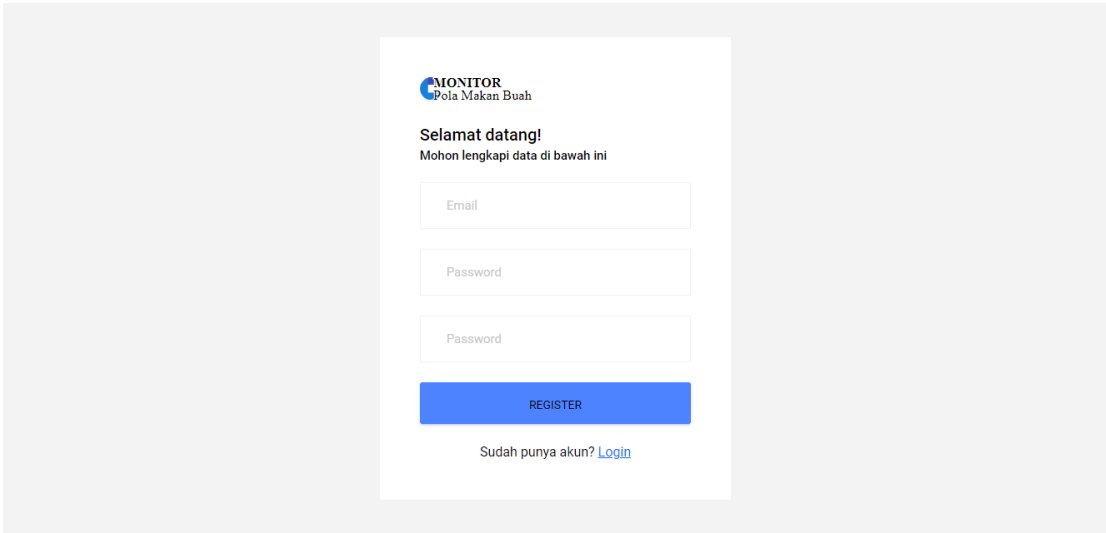 MONITOR
Pola Makan Buah
Selamat datang!
Mohon lengkapi data di bawah ini
Email
Password
Password
REGISTER
Sudah punya akun? Login